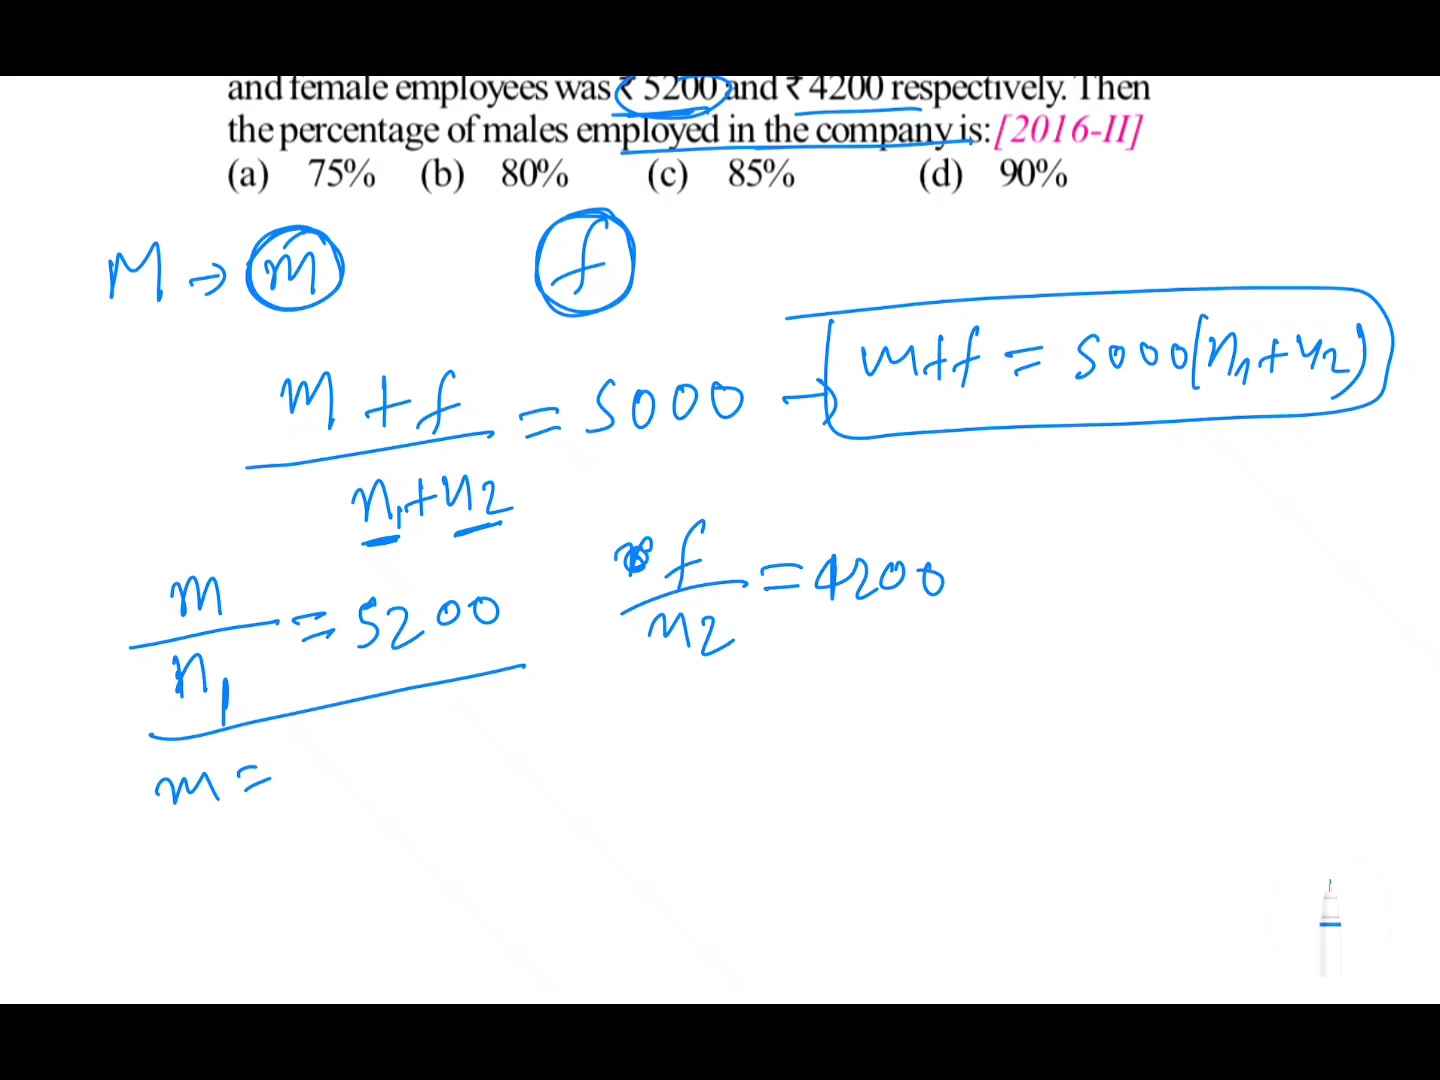 and female employees was ₹ 5200 and ₹ 4200 respectively. Then
the percentage of males employed in the company is: [2016-II]
(a) 75% (b) 80% (c) 85% (d) 90%
M → m f
m + f / n1 + n2 = 5000 → m + f = 5000 (n1 + n2)
m / n1 = 5200
f / n2 = 4200
m =